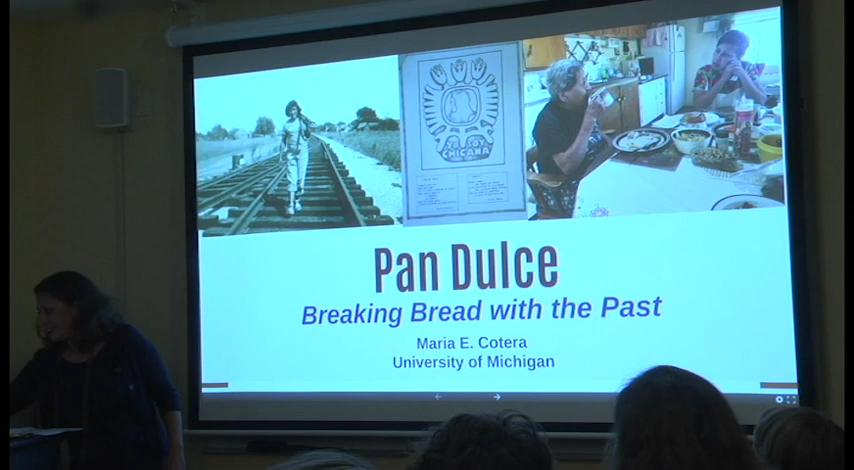 YO SOY
CHICANA
Pan Dulce
Breaking Bread with the Past
Maria E. Cotera
University of Michigan